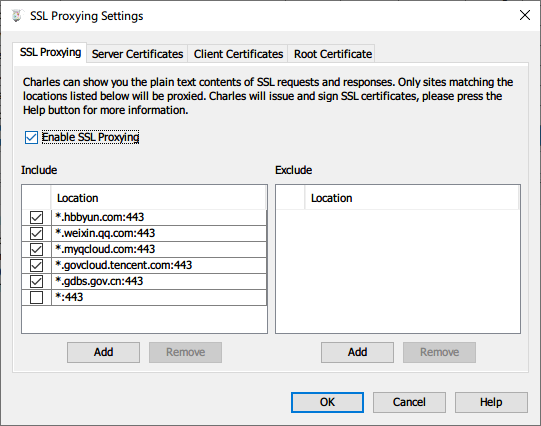 SSL Proxying Settings
SSL Proxying Server Certificates Client Certificates Root Certificate
Charles can show you the plain text contents of SSL requests and responses. Only sites matching the
locations listed below will be proxied. Charles will issue and sign SSL certificates, please press the
Help button for more information.
Enable SSL Proxying
Include Exclude
Location Location
*.hbbyun.com:443
*.weixin.qq.com:443
*.myqcloud.com:443
*.govcloud.tencent.com:443
*.gdbs.gov.cn:443
*:443
Add Remove Add Remove
OK Cancel Help